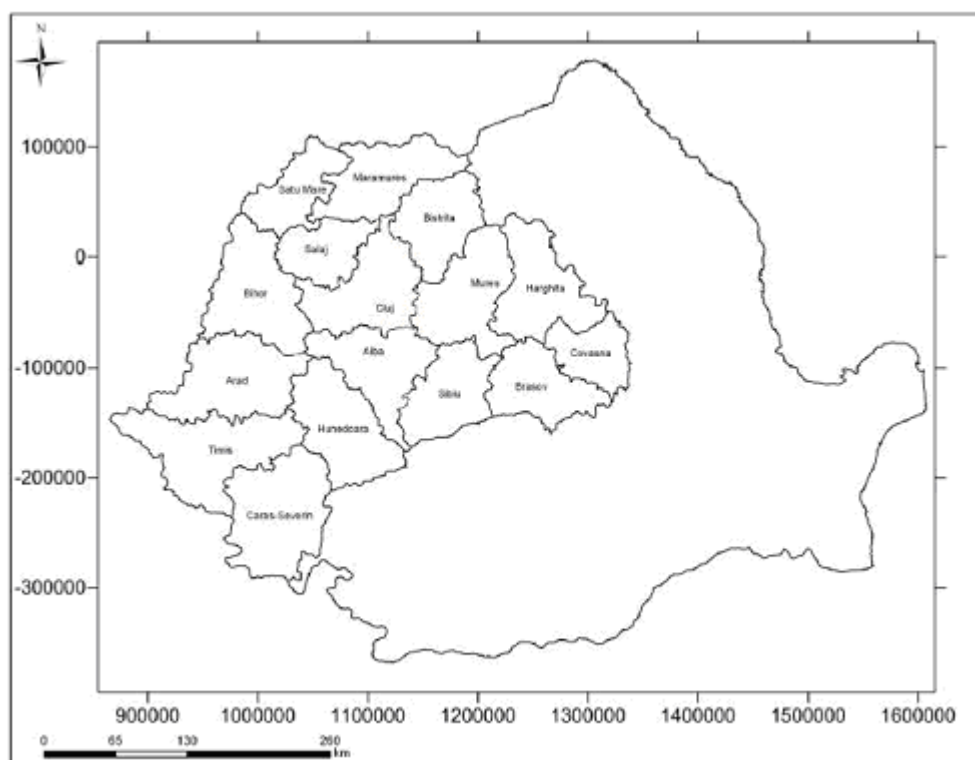 N
100000
0
-100000
-200000
-300000
Satu Mare
Maramures
Bistrita
Salaj
Bihor
Cluj
Mures
Harghita
Alba
Covasna
Arad
Sibiu
Brasov
Hunedoara
Timis
Caras-Severin
900000 1000000 1100000 1200000 1300000 1400000 1500000 1600000
0 65 130 260
km